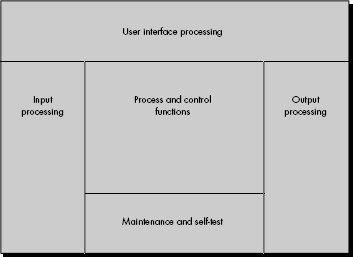 User interface processing
Input
processing
Process and control
functions
Output
processing
Maintenance and self-test